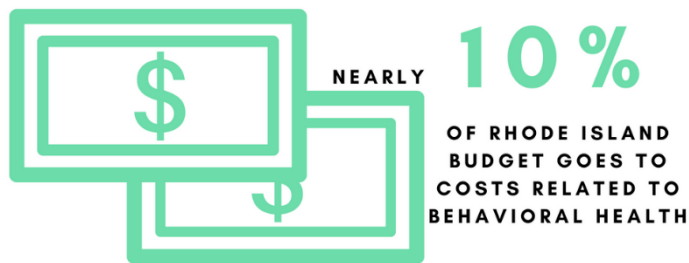 $
$
NEARLY 10%
OF RHODE ISLAND
BUDGET GOES TO
COSTS RELATED TO
BEHAVIORAL HEALTH